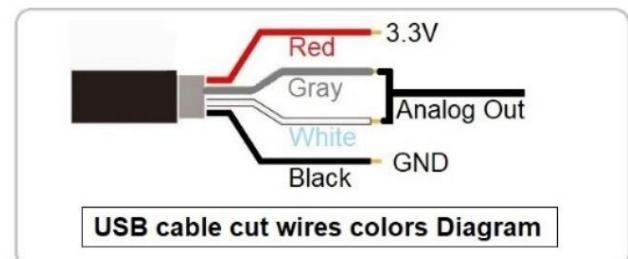 3.3V
Red
Gray
Analog Out
White
GND
Black
USB cable cut wires colors Diagram